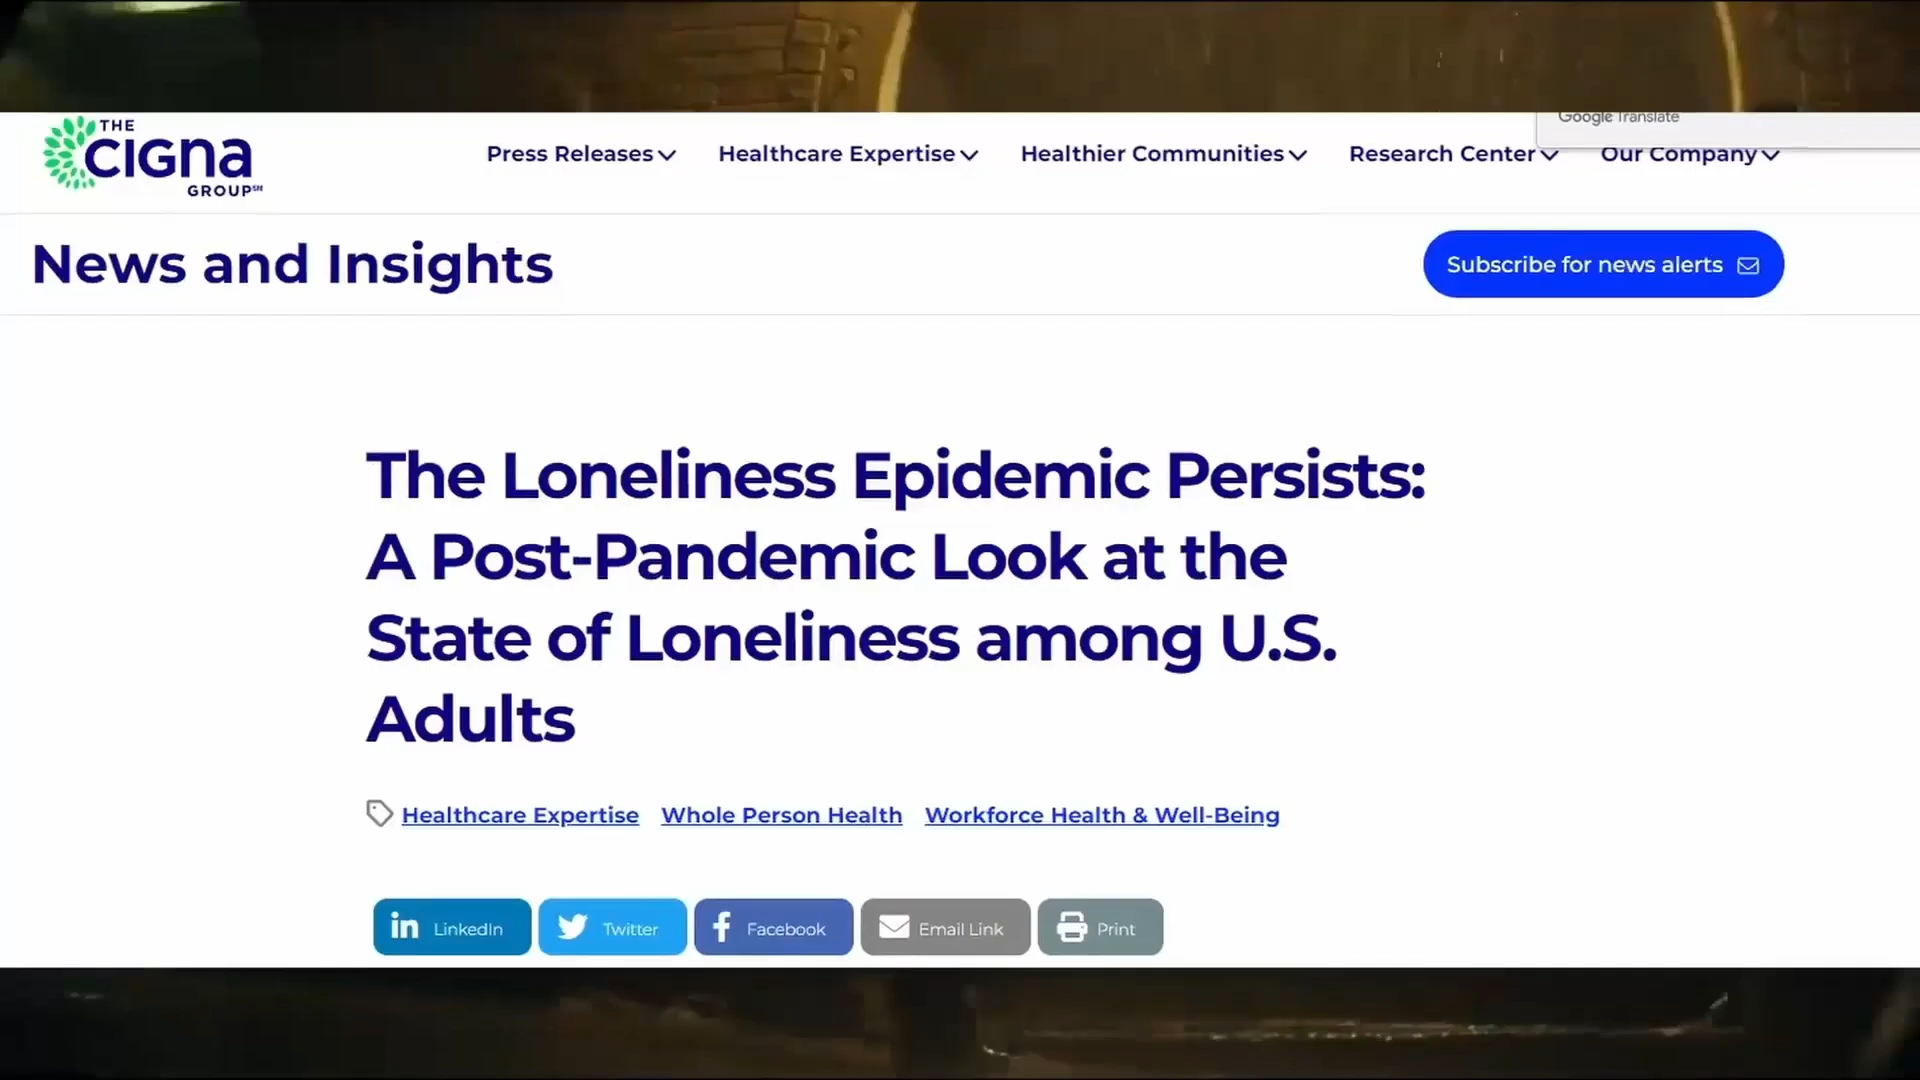 Google Translate
THE
cigna
GROUP℠
Press Releases
Healthcare Expertise
Healthier Communities
Research Center
Our Company
News and Insights
Subscribe for news alerts
The Loneliness Epidemic Persists:
A Post-Pandemic Look at the
State of Loneliness among U.S.
Adults
Healthcare Expertise Whole Person Health Workforce Health & Well-Being
LinkedIn Twitter Facebook Email Link Print